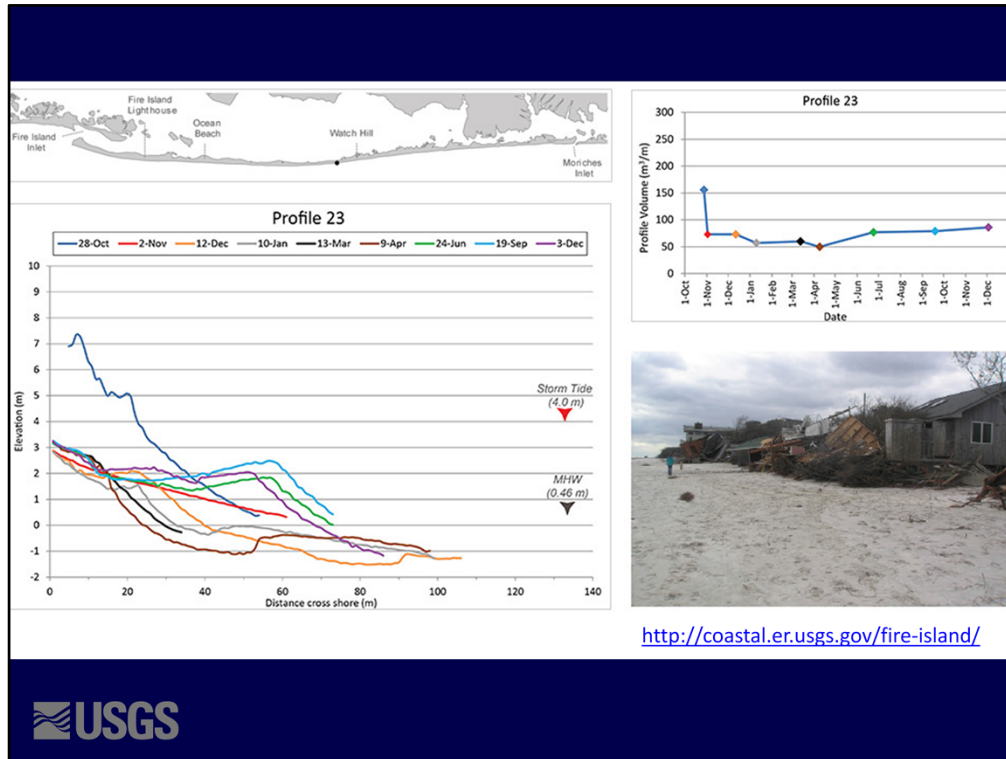 Fire Island
Lighthouse
Ocean
Beach
Watch Hill
Fire Island
Inlet
Moriches
Inlet
Profile 23
28-Oct 2-Nov 12-Dec 10-Jan 13-Mar 9-Apr 24-Jun 19-Sep 3-Dec
Elevation (m)
10
9
8
7
6
5
4
3
2
1
0
-1
-2
Storm Tide
(4.0 m)
MHW
(0.46 m)
0 20 40 60 80 100 120 140
Distance cross shore (m)
Profile 23
Profile Volume (m³/m)
300
250
200
150
100
50
0
1-Oct 1-Nov 1-Dec 1-Jan 1-Feb 1-Mar 1-Apr 1-May 1-Jun 1-Jul 1-Aug 1-Sep 1-Oct 1-Nov 1-Dec
Date
http://coastal.er.usgs.gov/fire-island/
USGS